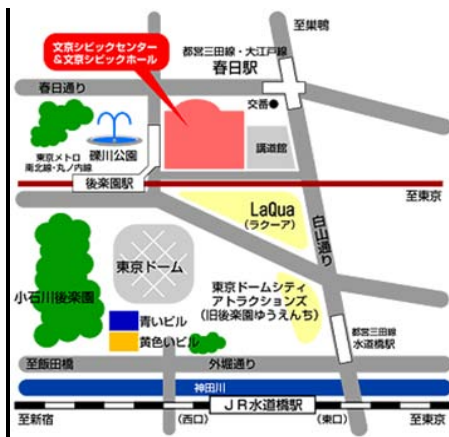 至巣鴨
文京シビックセンター
&文京シビックホール
都営三田線・大江戸線
春日駅
春日通り
交番
講道館
礫川公園
東京メトロ
南北線・丸ノ内線
後楽園駅
至東京
LaQua
(ラクーア)
白山通り
東京ドーム
小石川後楽園
東京ドームシティ
アトラクションズ
(旧後楽園ゆうえんち)
青いビル
黄色いビル
都営三田線
水道橋駅
至飯田橋
外堀通り
神田川
JR水道橋駅
至新宿
(西口)
(東口)
至東京